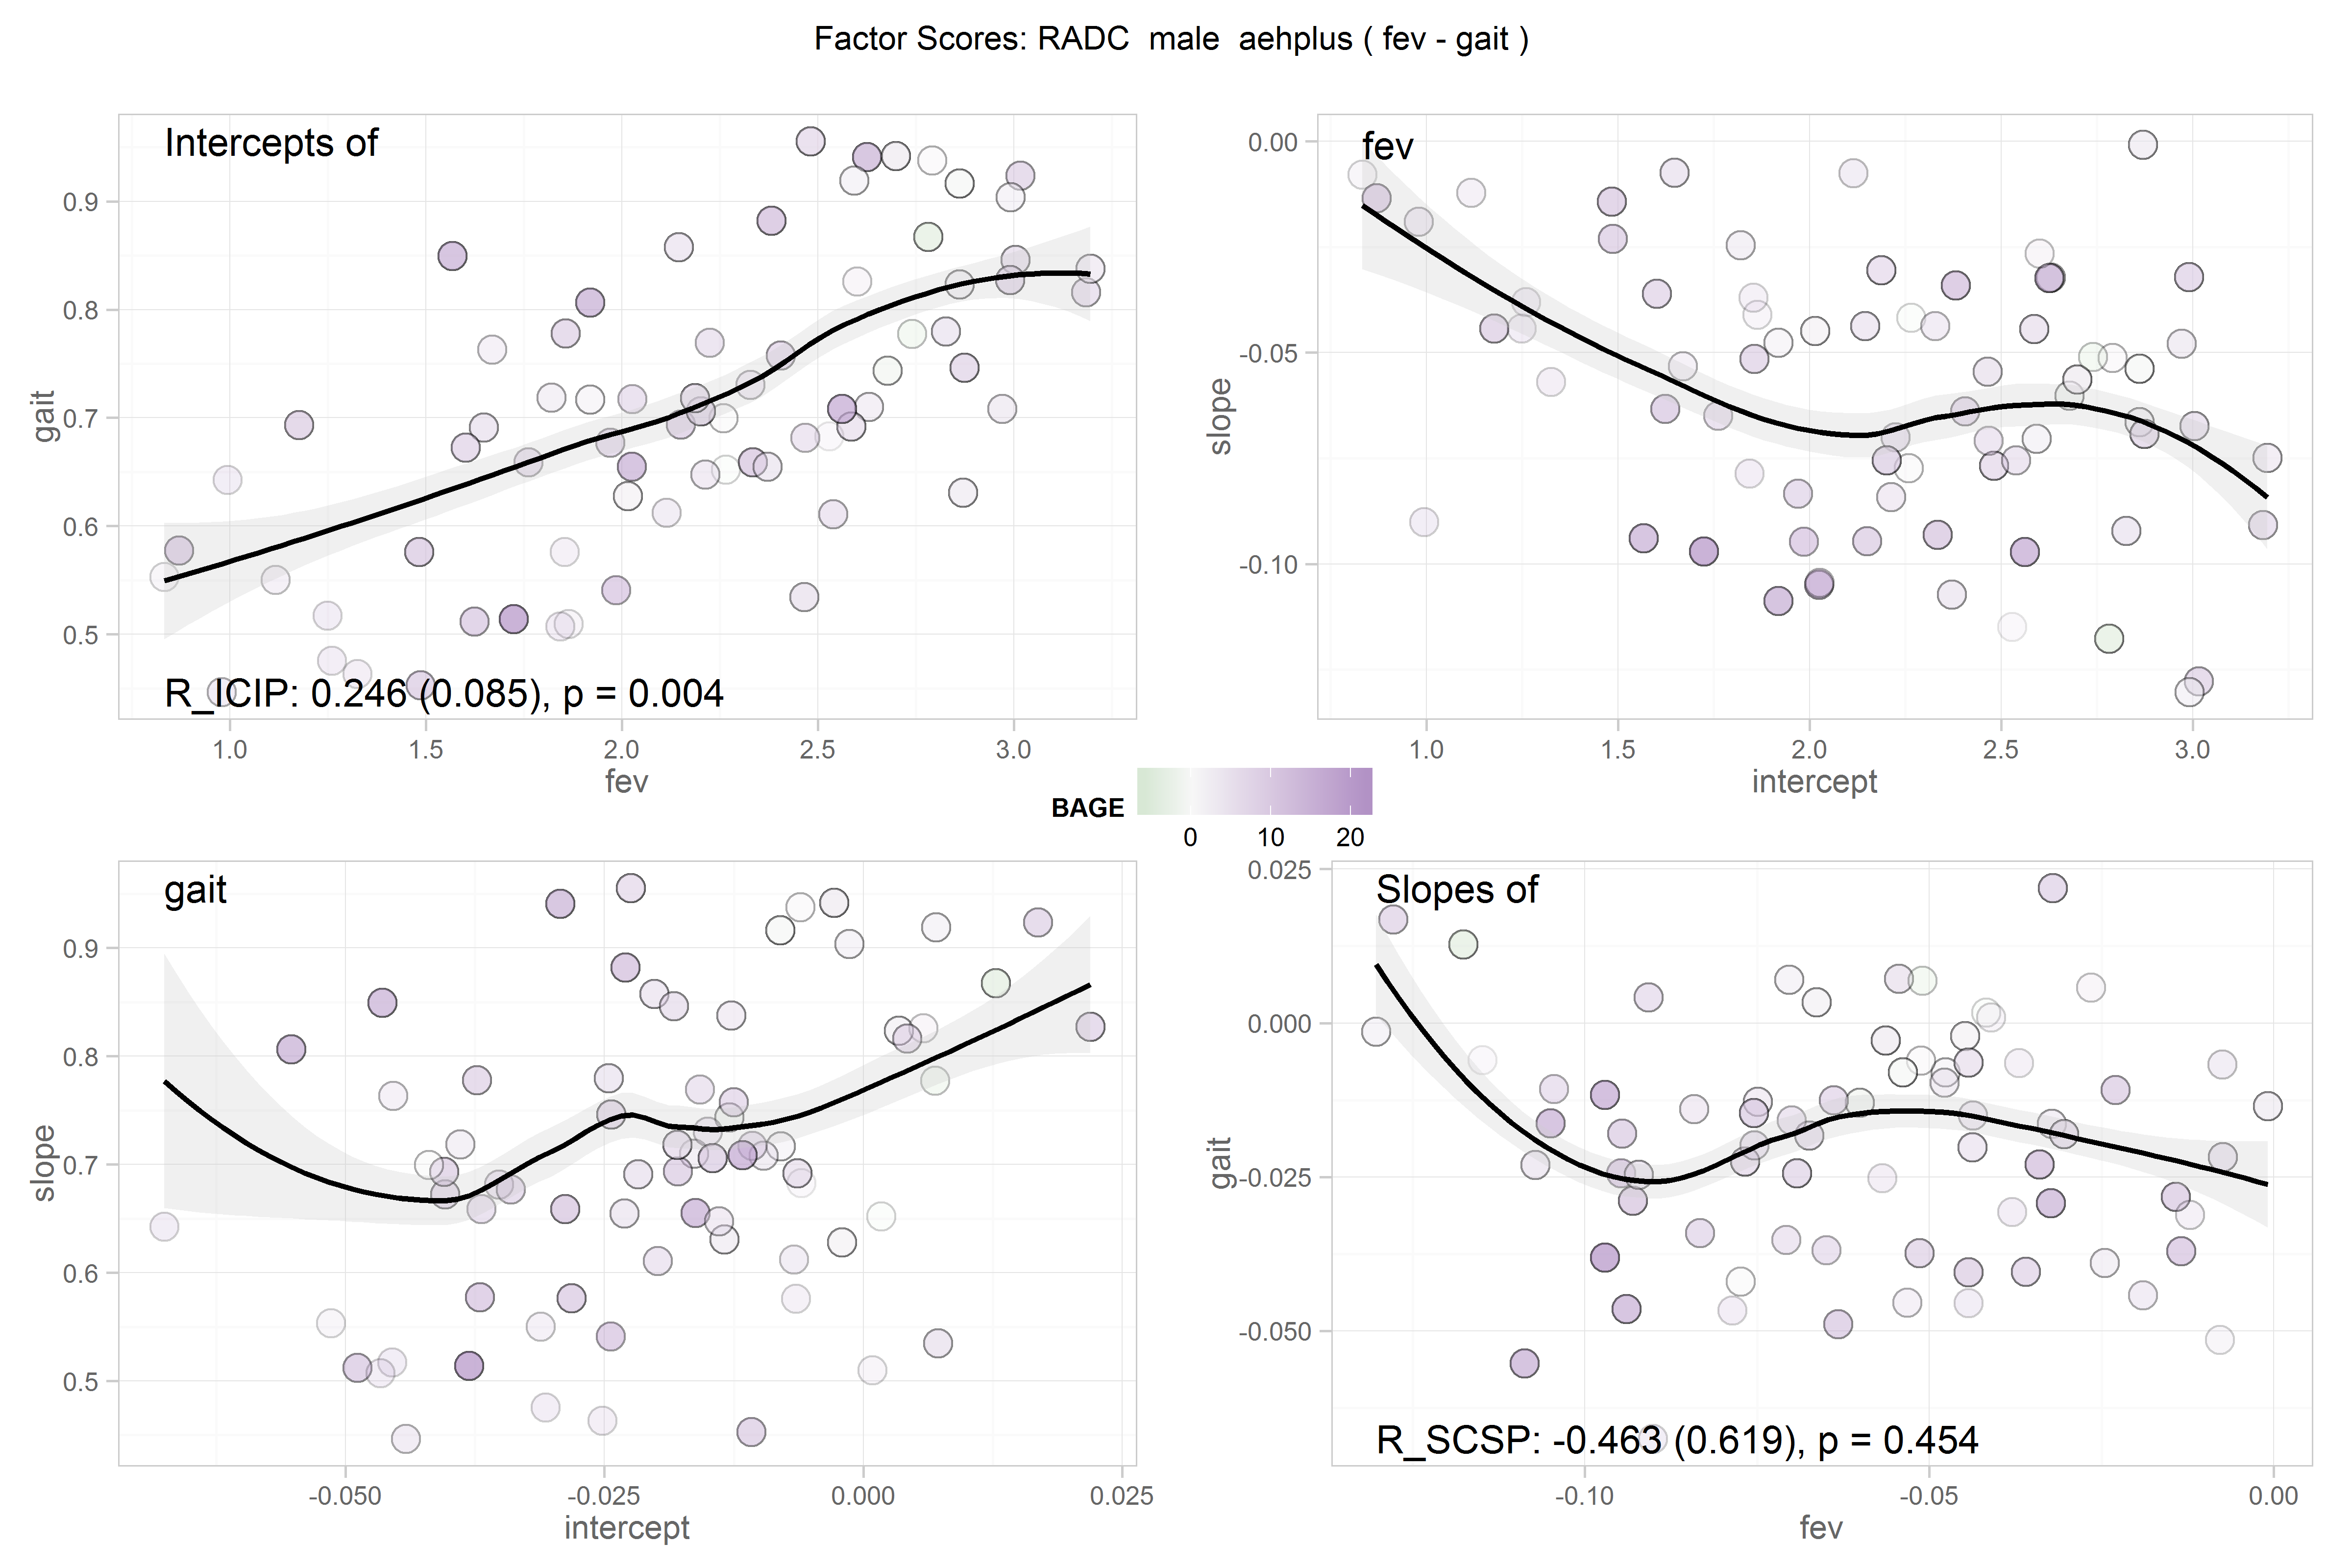 Factor Scores: RADC  male  aehplus ( fev - gait )
Intercepts of
gait
0.9
0.8
0.7
0.6
0.5
R_ICIP: 0.246 (0.085), p = 0.004
1.0 1.5 2.0 2.5 3.0
fev
fev
slope
0.00
-0.05
-0.10
1.0 1.5 2.0 2.5 3.0
intercept
BAGE
0 10 20
gait
slope
0.9
0.8
0.7
0.6
0.5
-0.050 -0.025 0.000 0.025
intercept
Slopes of
gait
0.025
0.000
-0.025
-0.050
R_SCSP: -0.463 (0.619), p = 0.454
-0.10 -0.05 0.00
fev